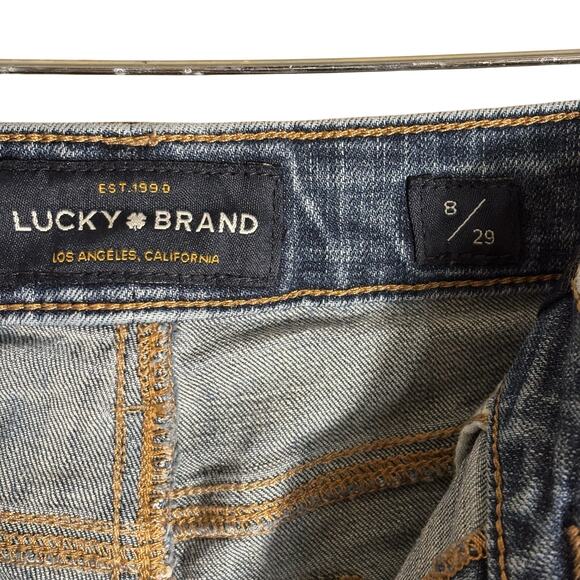 EST.1990
LUCKY BRAND
LOS ANGELES, CALIFORNIA
8/29